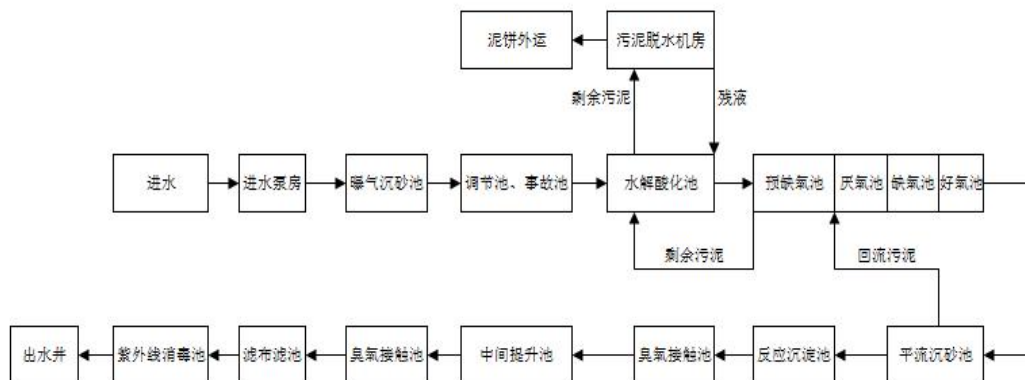 泥饼外运
污泥脱水机房
剩余污泥
残液
进水
进水泵房
曝气沉砂池
调节池、事故池
水解酸化池
预缺氧池
厌氧池
缺氧池
好氧池
剩余污泥
回流污泥
出水井
紫外线消毒池
滤布滤池
臭氧接触池
中间提升池
臭氧接触池
反应沉淀池
平流沉砂池